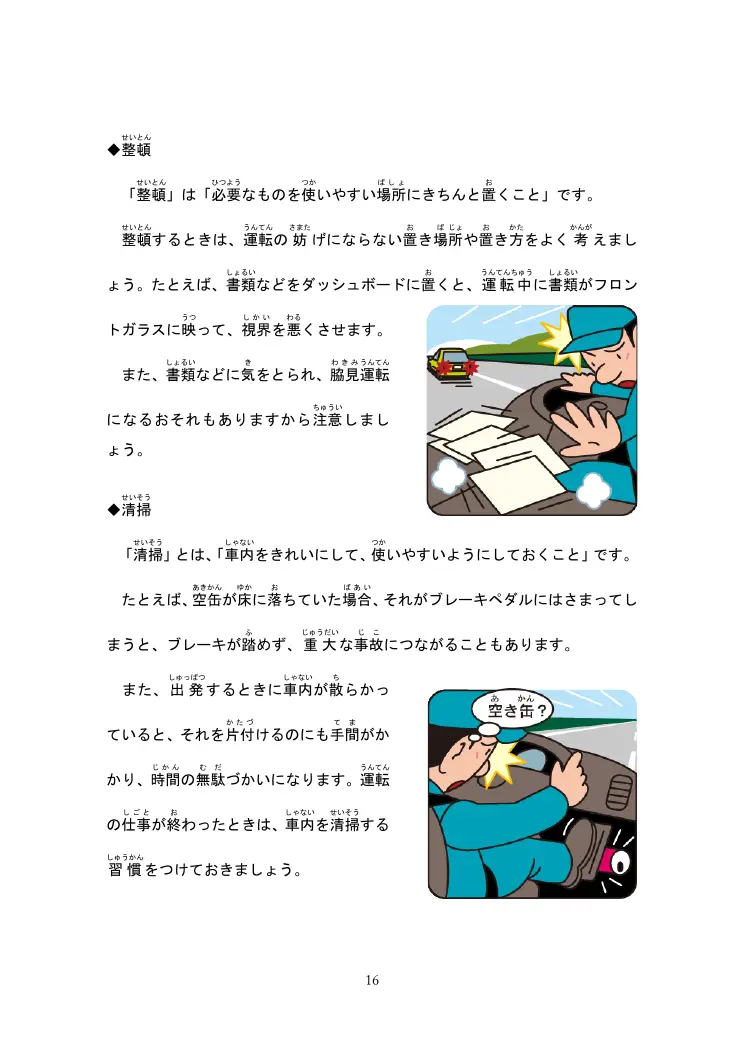 ◆整頓
「整頓」は「必要なものを使いやすい場所にきちんと置くこと」です。
整頓するときは、運転の妨げにならない置き場所や置き方をよく考えまし
ょう。たとえば、書類などをダッシュボードに置くと、運転中に書類がフロン
トガラスに映って、視界を悪くさせます。
また、書類などに気をとられ、脇見運転
になるおそれもありますから注意しまし
ょう。
◆清掃
「清掃」とは、「車内をきれいにして、使いやすいようにしておくこと」です。
たとえば、空缶が床に落ちていた場合、それがブレーキペダルにはさまってし
まうと、ブレーキが踏めず、重大な事故につながることもあります。
また、出発するときに車内が散らかっ
ていると、それを片付けるのにも手間がか
かり、時間の無駄づかいになります。運転
の仕事が終わったときは、車内を清掃する
習慣をつけておきましょう。
空き缶？
16